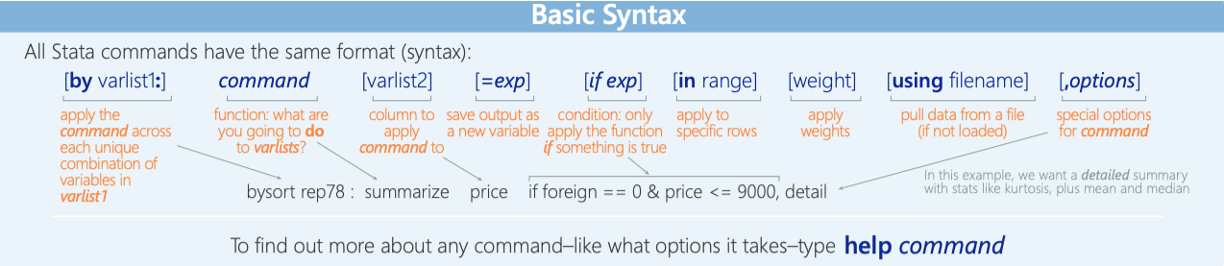 Basic Syntax
All Stata commands have the same format (syntax):
[by varlist1:] command [varlist2] [=exp] [if exp] [in range] [weight] [using filename] [,options]
apply the
command across
each unique
combination of
variables in
varlist1
function: what are
you going to do
to varlists?
column to
apply
command to
save output as
a new variable
condition: only
apply the function
if something is true
apply to
specific rows
apply
weights
pull data from a file
(if not loaded)
special options
for command
bysort rep78 : summarize price if foreign == 0 & price <= 9000, detail
In this example, we want a detailed summary
with stats like kurtosis, plus mean and median
To find out more about any command–like what options it takes–type help command